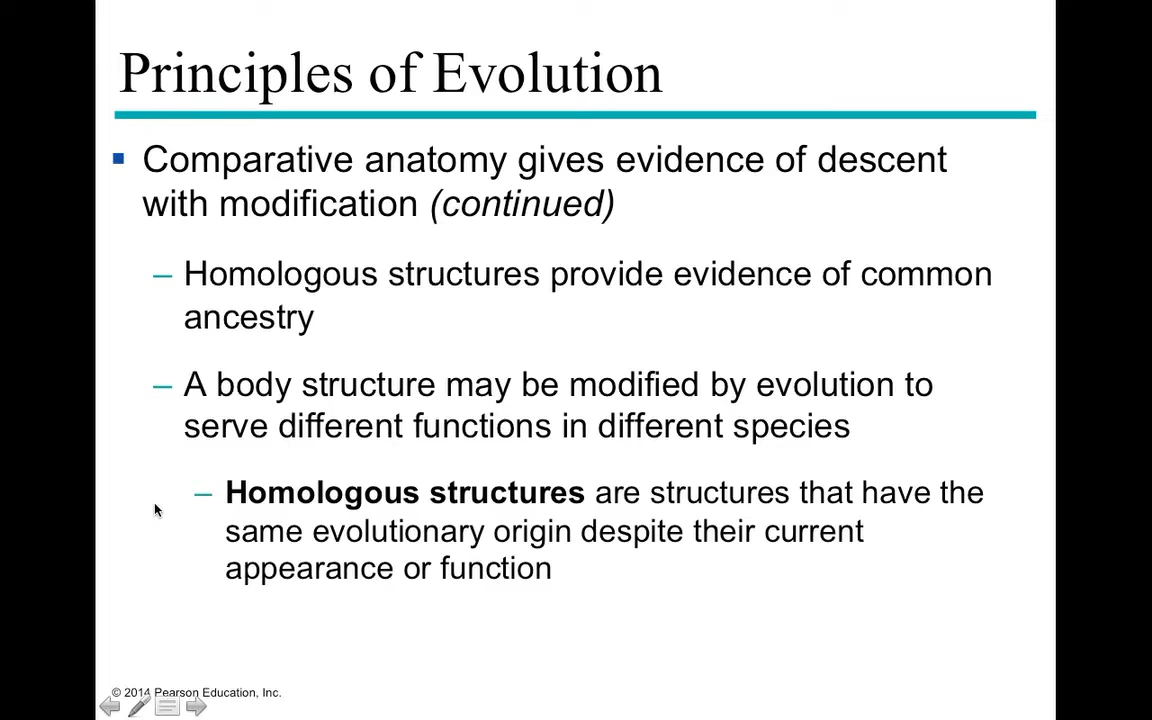 Principles of Evolution
Comparative anatomy gives evidence of descent
with modification (continued)
– Homologous structures provide evidence of common
ancestry
– A body structure may be modified by evolution to
serve different functions in different species
– Homologous structures are structures that have the
same evolutionary origin despite their current
appearance or function
© 2014 Pearson Education, Inc.